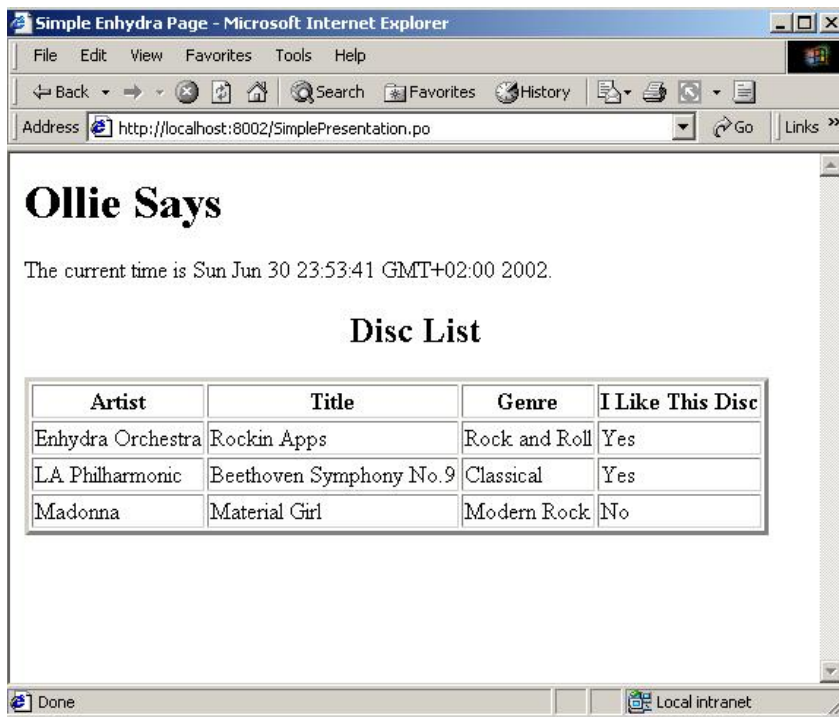 Simple Enhydra Page - Microsoft Internet Explorer
File Edit View Favorites Tools Help
Back Search Favorites History
Address http://localhost:8002/SimplePresentation.po Go Links »
Ollie Says
The current time is Sun Jun 30 23:53:41 GMT+02:00 2002.
Disc List
Artist Title Genre I Like This Disc
Enhydra Orchestra Rockin Apps Rock and Roll Yes
LA Philharmonic Beethoven Symphony No.9 Classical Yes
Madonna Material Girl Modern Rock No
Done Local intranet